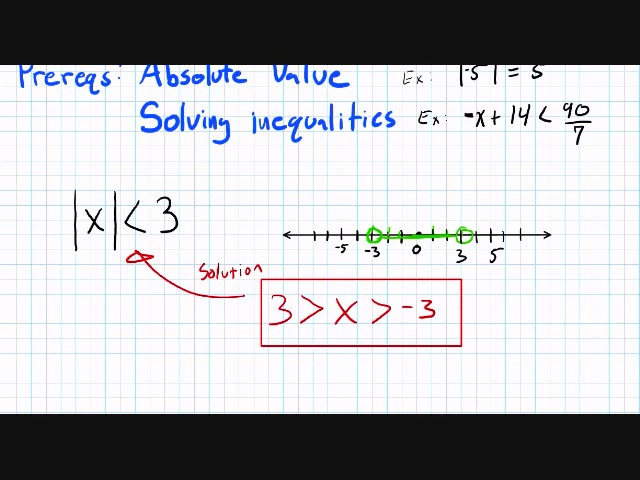 Prereqs: Absolute Value Ex: |-5| = 5
Solving inequalities Ex: -x + 14 < 90/7
|x| < 3
-5 -3 0 3 5
Solution
3 > x > -3